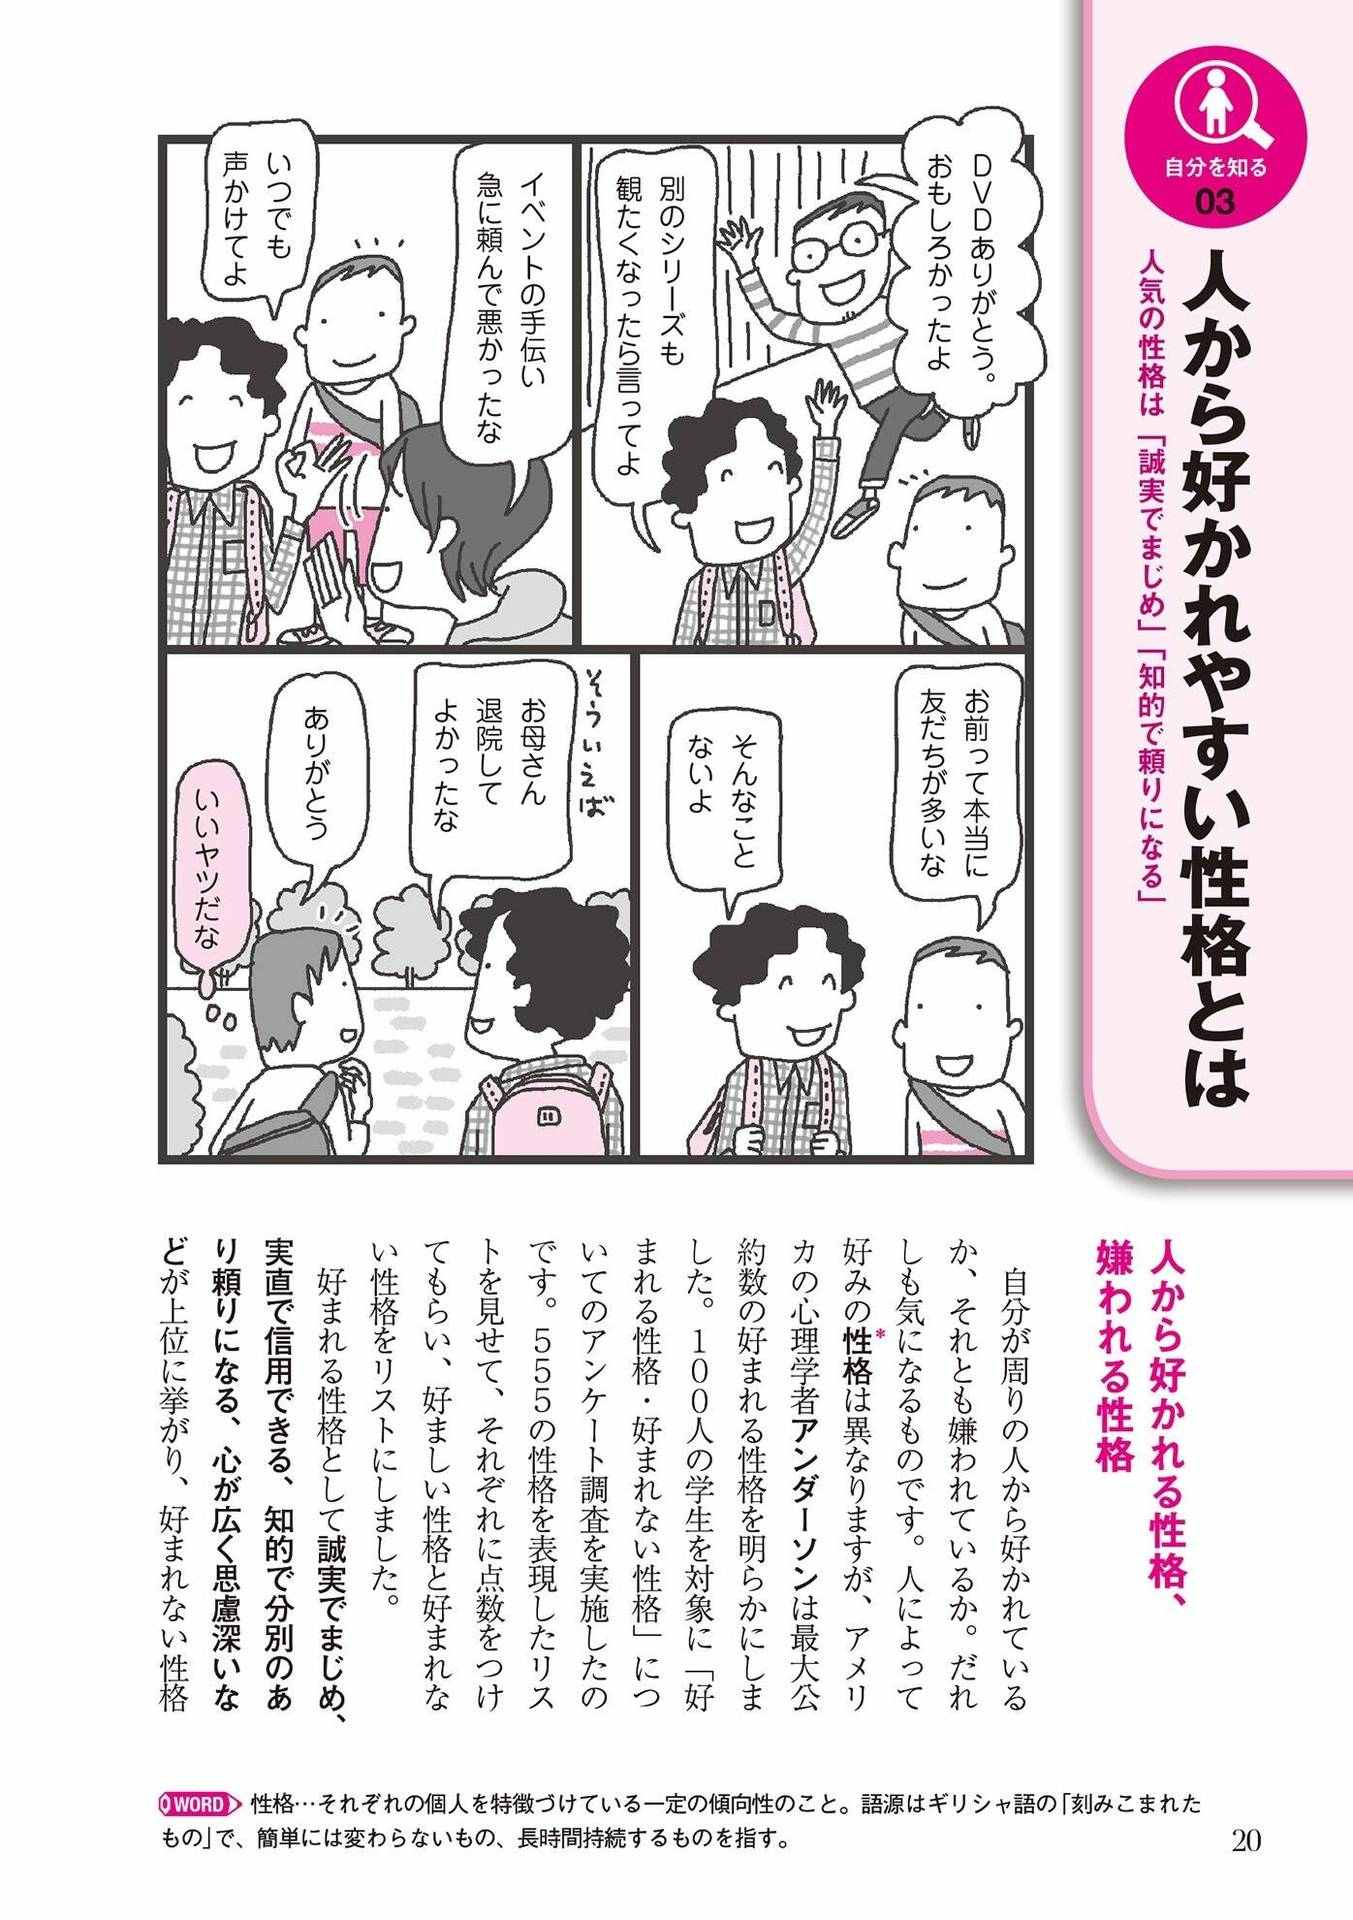 自分を知る
03
人から好かれやすい性格とは
人気の性格は「誠実でまじめ」「知的で頼りになる」
DVDありがとう。
おもしろかったよ
別のシリーズも
観たくなったら言ってよ
イベントの手伝い
急に頼んで悪かったな
いつでも
声かけてよ
お前って本当に
友だちが多いな
そんなこと
ないよ
そういえば
お母さん
退院して
よかったな
ありがとう
いいヤツだな
人から好かれる性格、
嫌われる性格
自分が周りの人から好かれている
か、それとも嫌われているか。だれ
しも気になるものです。人によって
好みの性格*は異なりますが、アメリ
カの心理学者アンダーソンは最大公
約数の好まれる性格を明らかにしま
した。100人の学生を対象に「好
まれる性格・好まれない性格」につ
いてのアンケート調査を実施したの
です。555の性格を表現したリス
トを見せて、それぞれに点数をつけ
てもらい、好ましい性格と好まれな
い性格をリストにしました。
好まれる性格として誠実でまじめ、
実直で信用できる、知的で分別のあ
り頼りになる、心が広く思慮深いな
どが上位に挙がり、好まれない性格
WORD 性格…それぞれの個人を特徴づけている一定の傾向性のこと。語源はギリシャ語の「刻みこまれた
もの」で、簡単には変わらないもの、長時間持続するものを指す。
20